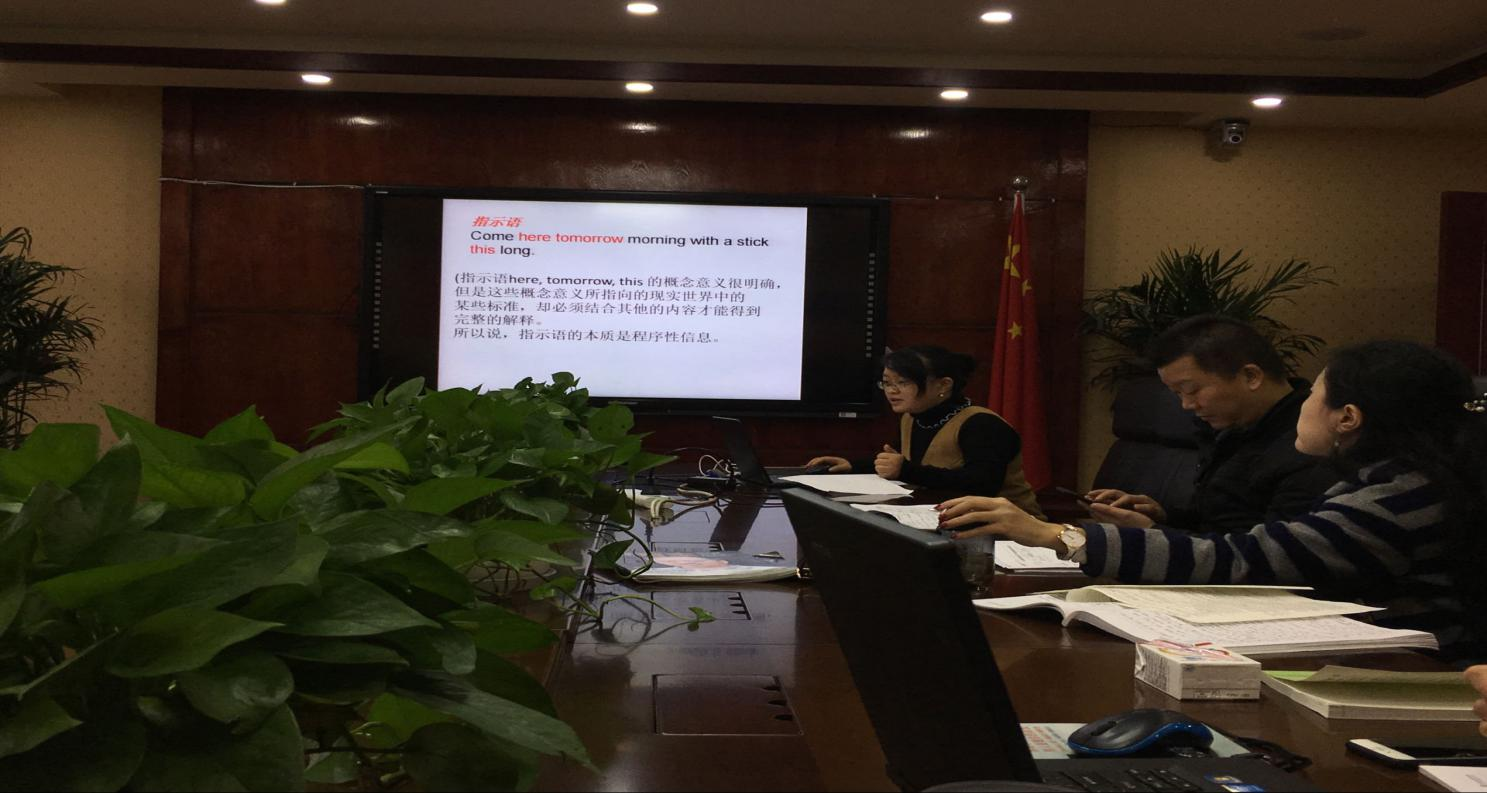 指示语
Come here tomorrow morning with a stick
this long.
(指示语here, tomorrow, this 的概念意义很明确，
但是这些概念意义所指向的现实世界中的
某些标准，却必须结合其他的内容才能得到
完整的解释。
所以说，指示语的本质是程序性信息。